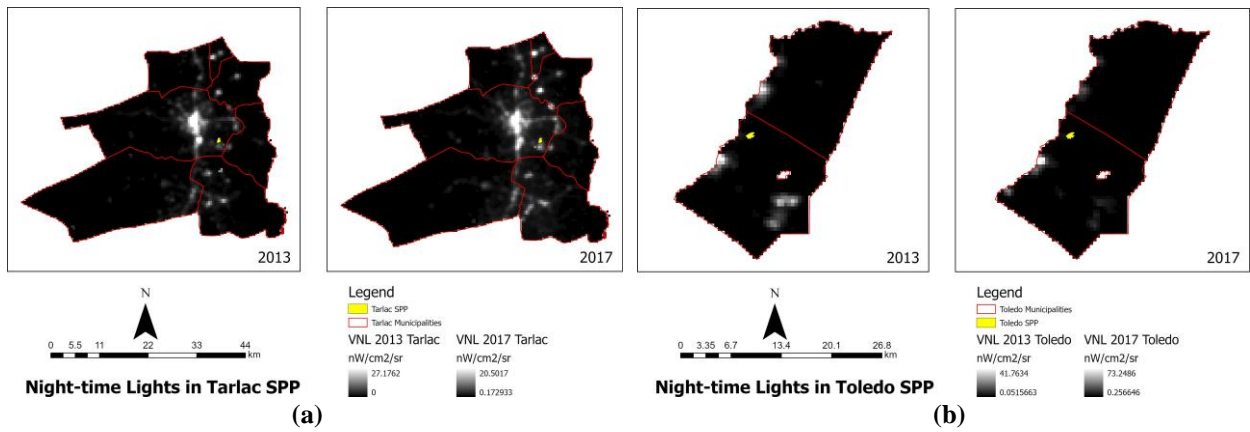 2013
2017
N
0 5.5 11 22 33 44
km
Night-time Lights in Tarlac SPP
Legend
Tarlac SPP
Tarlac Municipalities
VNL 2013 Tarlac
nW/cm2/sr
27.1762
0
VNL 2017 Tarlac
nW/cm2/sr
20.5017
0.172933
(a)
2013
2017
N
0 3.35 6.7 13.4 20.1 26.8
km
Night-time Lights in Toledo SPP
Legend
Toledo Municipalities
Toledo SPP
VNL 2013 Toledo
nW/cm2/sr
41.7634
0.0515663
VNL 2017 Toledo
nW/cm2/sr
73.2486
0.256646
(b)